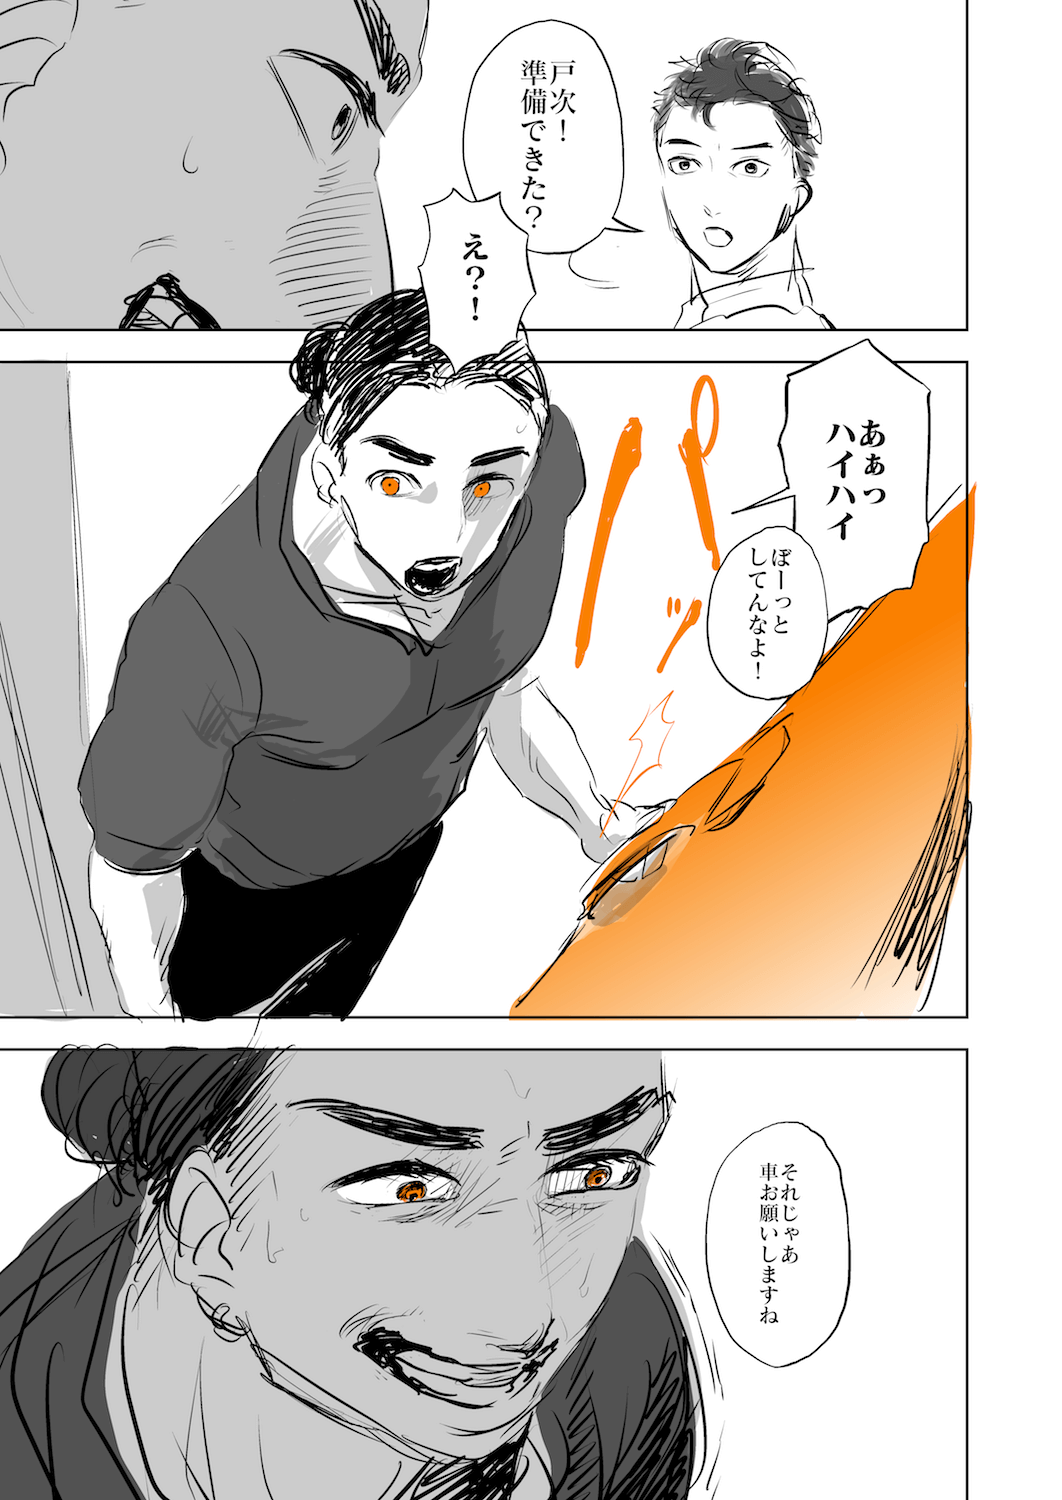 戸次！
準備できた？
え？！
あぁっ
ハイハイ
ぼーっと
してんなよ！
パッ
それじゃあ
車お願いしますね